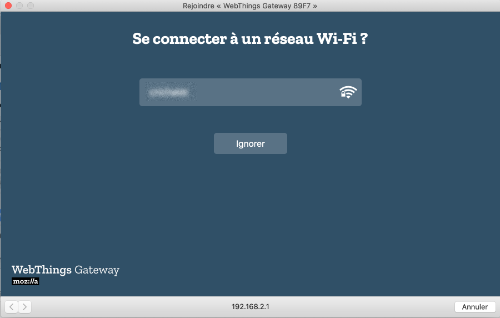 Rejoindre « WebThings Gateway 89F7 »
Se connecter à un réseau Wi-Fi ?
Ignorer
WebThings Gateway
moz://a
192.168.2.1
Annuler